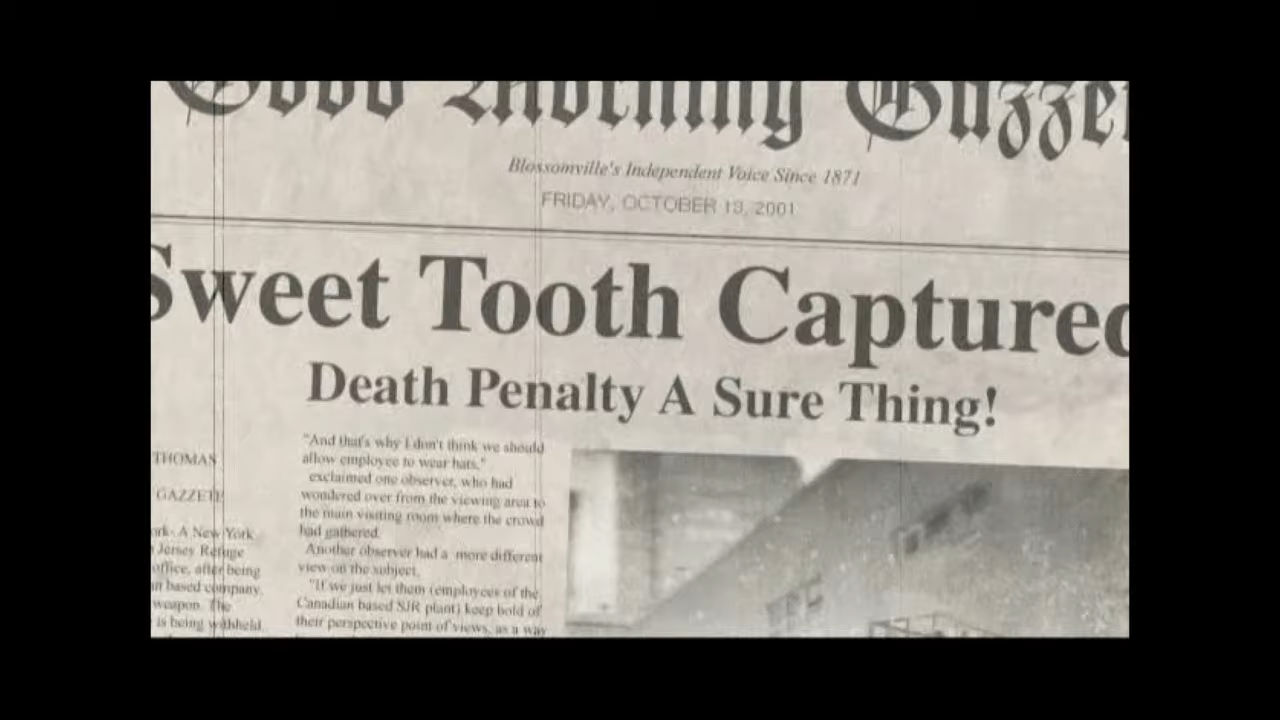 Good Morning Gazze
Blossomville's Independent Voice Since 1871
FRIDAY, OCTOBER 13, 2001
Sweet Tooth Captured
Death Penalty A Sure Thing!
THOMAS
GAZZETT
ork- A New York
Jersey Refuge
office, after being
n based company.
weapon. The
is being withheld.
"And that's why I don't think we should
allow employee to wear hats,"
exclaimed one observer, who had
wondered over from the viewing area to
the main visiting room where the crowd
had gathered.
Another observer had a more different
view on the subject.
"If we just let them (employees of the
Canadian based SJR plant) keep hold of
their perspective point of views, as a way